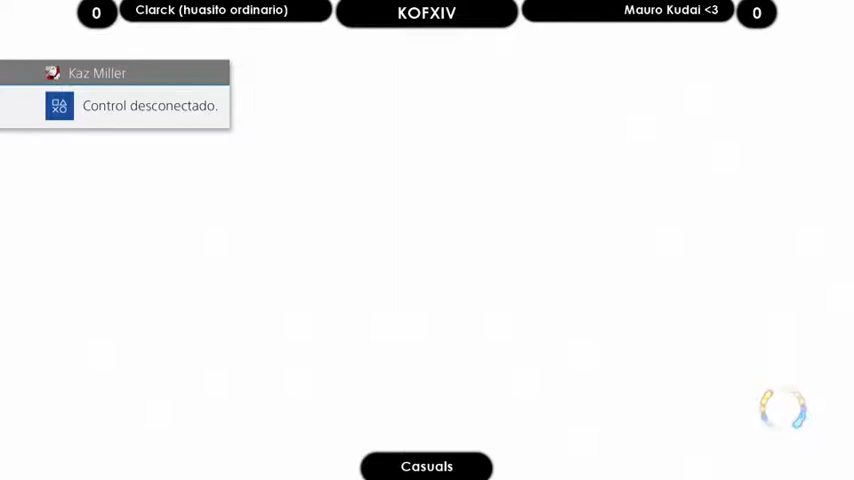 0
Clarck (huasito ordinario)
KOFXIV
Mauro Kudai <3
0
Kaz Miller
Control desconectado.
Casuals